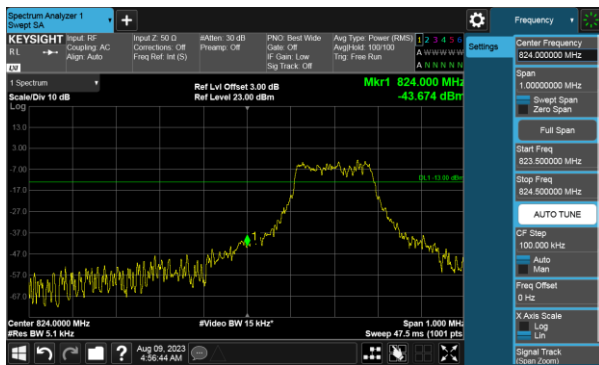 Spectrum Analyzer 1
Swept SA
Frequency
KEYSIGHT
RL
LV
Input: RF
Coupling: AC
Align: Auto
Input Z: 50 Ω
Corrections: Off
Freq Ref: Int (S)
#Atten: 30 dB
Preamp: Off
PNO: Best Wide
Gate: Off
IF Gain: Low
Sig Track: Off
Avg Type: Power (RMS)
Avg|Hold: 100/100
Trig: Free Run
1 2 3 4 5 6
A W W W W W
A N N N N N
1 Spectrum
Scale/Div 10 dB
Log
Ref Lvl Offset 3.00 dB
Ref Level 23.00 dBm
Mkr1 824.000 MHz
-43.674 dBm
13.0
3.00
-7.00
-17.0
-27.0
-37.0
-47.0
-57.0
-67.0
DL1 -13.00 dBm
1
Center 824.0000 MHz
#Res BW 5.1 kHz
#Video BW 15 kHz*
Span 1.000 MHz
Sweep 47.5 ms (1001 pts)
Aug 09, 2023
4:56:44 AM
Settings
Center Frequency
824.000000 MHz
Span
1.00000000 MHz
Swept Span
Zero Span
Full Span
Start Freq
823.500000 MHz
Stop Freq
824.500000 MHz
AUTO TUNE
CF Step
100.000 kHz
Auto
Man
Freq Offset
0 Hz
X Axis Scale
Log
Lin
Signal Track
(Span Zoom)